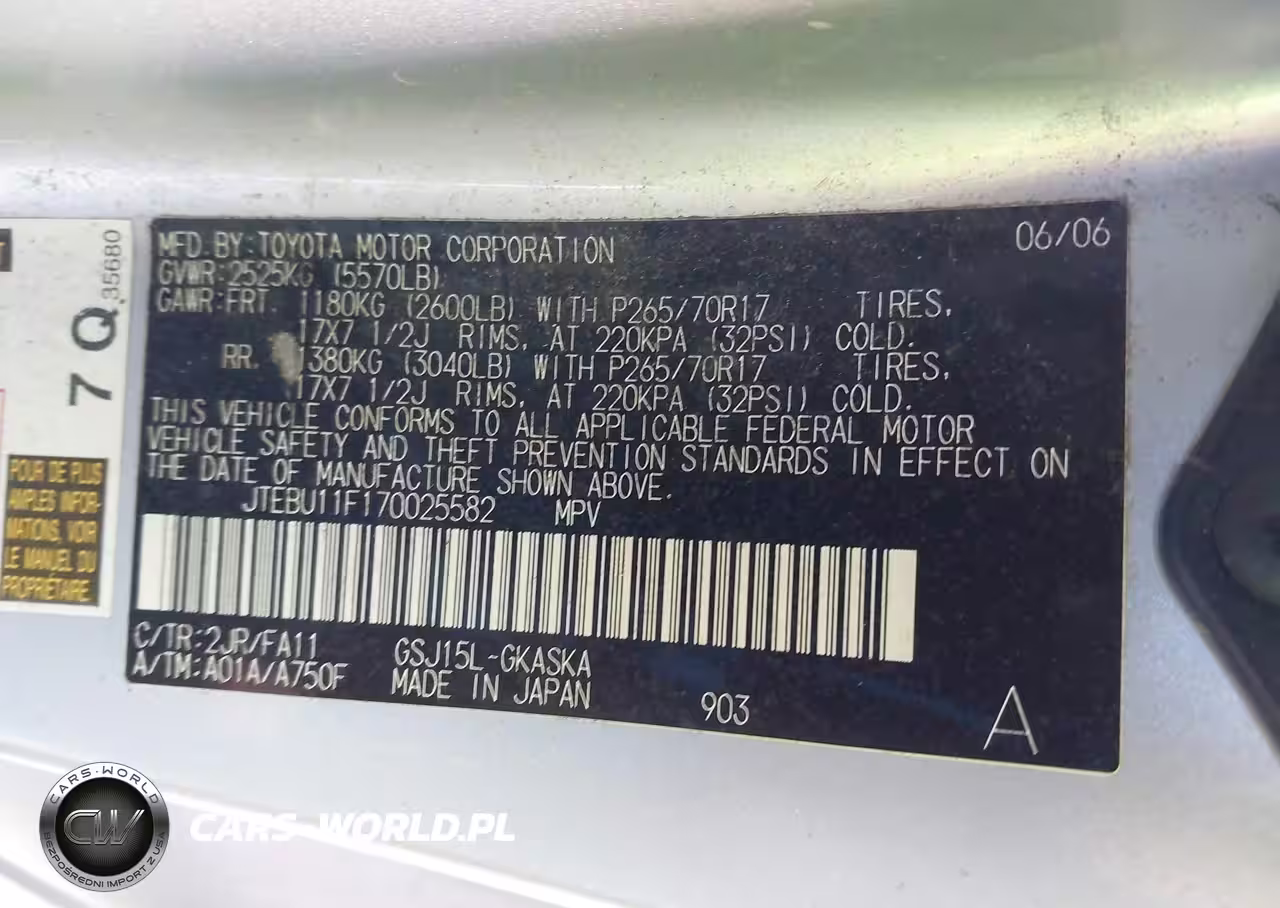 MFD.BY:TOYOTA MOTOR CORPORATION 06/06
GVWR:2525KG (5570LB)
GAWR:FRT. 1180KG (2600LB) WITH P265/70R17 TIRES,
17X7 1/2J RIMS, AT 220KPA (32PSI) COLD.
RR. 1380KG (3040LB) WITH P265/70R17 TIRES,
17X7 1/2J RIMS, AT 220KPA (32PSI) COLD.
THIS VEHICLE CONFORMS TO ALL APPLICABLE FEDERAL MOTOR
VEHICLE SAFETY AND THEFT PREVENTION STANDARDS IN EFFECT ON
THE DATE OF MANUFACTURE SHOWN ABOVE.
JTEBU11F170025582 MPV
C/TR:2JR/FA11 GSJ15L-GKASKA
A/TM:A01A/A750F MADE IN JAPAN 903 A
7 Q 35680
POUR DE PLUS
AMPLES INFOR-
MATIONS, VOIR
LE MANUEL DU
PROPRIÉTAIRE.
CARS-WORLD
CW
BEZPOŚREDNI IMPORT Z USA
CARS-WORLD.PL